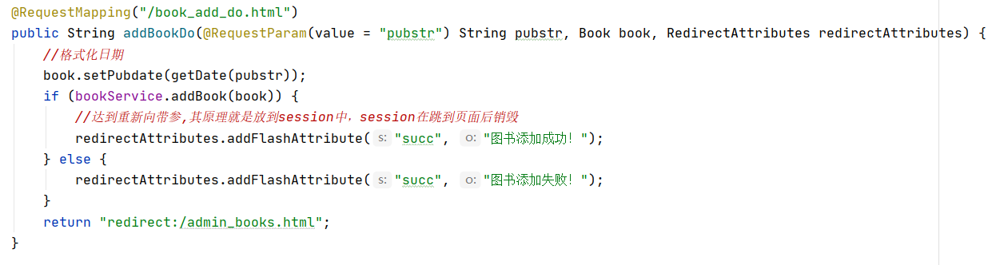 @RequestMapping("/book_add_do.html")
public String addBookDo(@RequestParam(value = "pubstr") String pubstr, Book book, RedirectAttributes redirectAttributes) {
    //格式化日期
    book.setPubdate(getDate(pubstr));
    if (bookService.addBook(book)) {
        //达到重新向带参,其原理就是放到session中，session在跳到页面后销毁
        redirectAttributes.addFlashAttribute( s: "succ",  o: "图书添加成功！");
    } else {
        redirectAttributes.addFlashAttribute( s: "succ",  o: "图书添加失败！");
    }
    return "redirect:/admin_books.html";
}